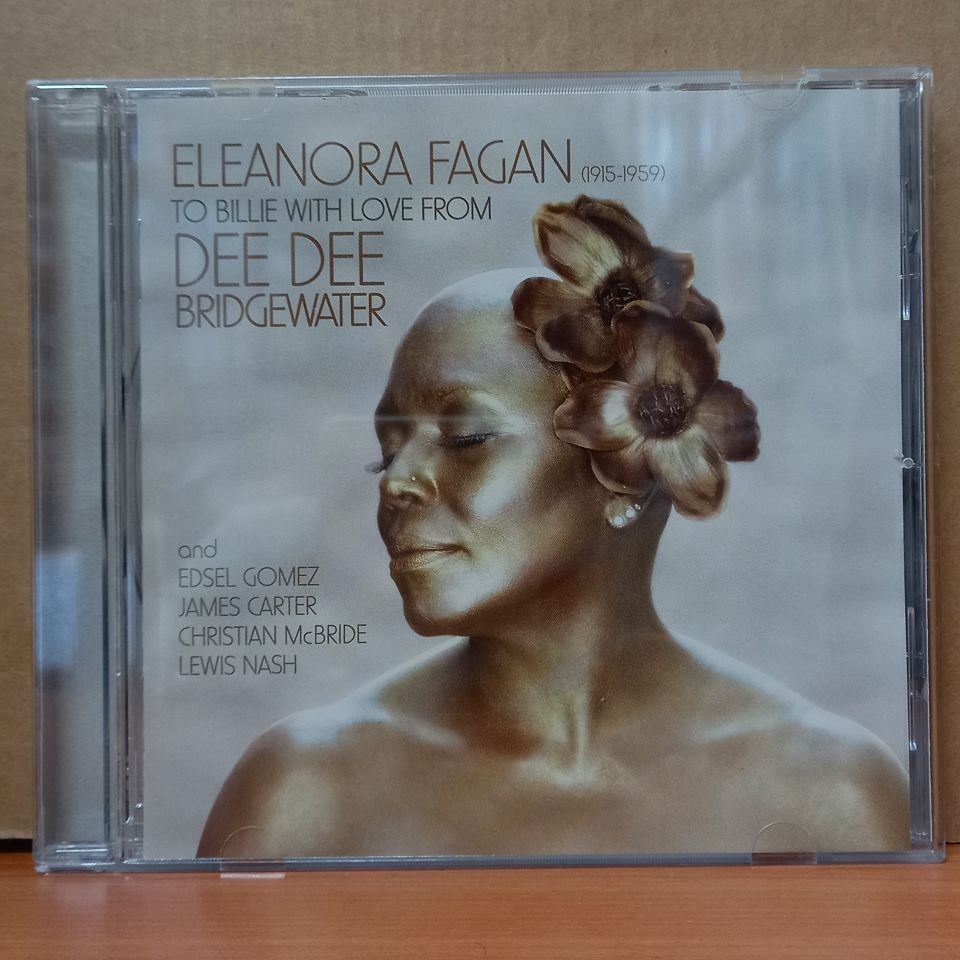 ELEANORA FAGAN (1915-1959)
TO BILLIE WITH LOVE FROM
DEE DEE
BRIDGEWATER
and
EDSEL GOMEZ
JAMES CARTER
CHRISTIAN McBRIDE
LEWIS NASH